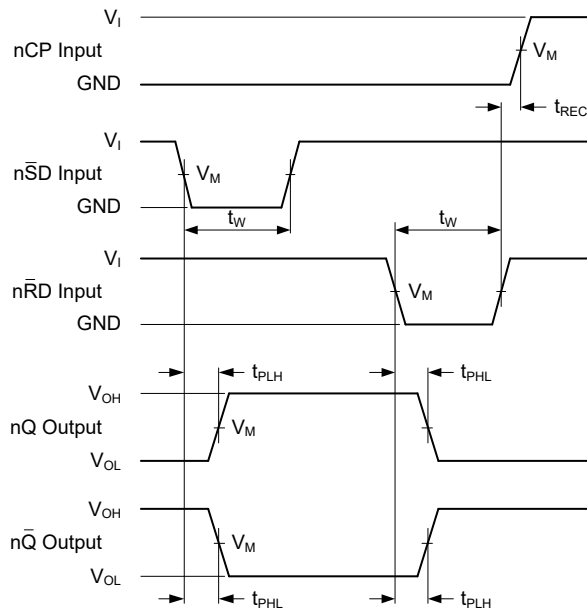 V_I
nCP Input
V_M
GND
t_REC
V_I
nS̄D Input
V_M
GND
t_W
t_W
V_I
nR̄D Input
V_M
GND
t_PLH
t_PHL
V_OH
nQ Output
V_M
V_OL
V_OH
nQ̄ Output
V_M
V_OL
t_PHL
t_PLH